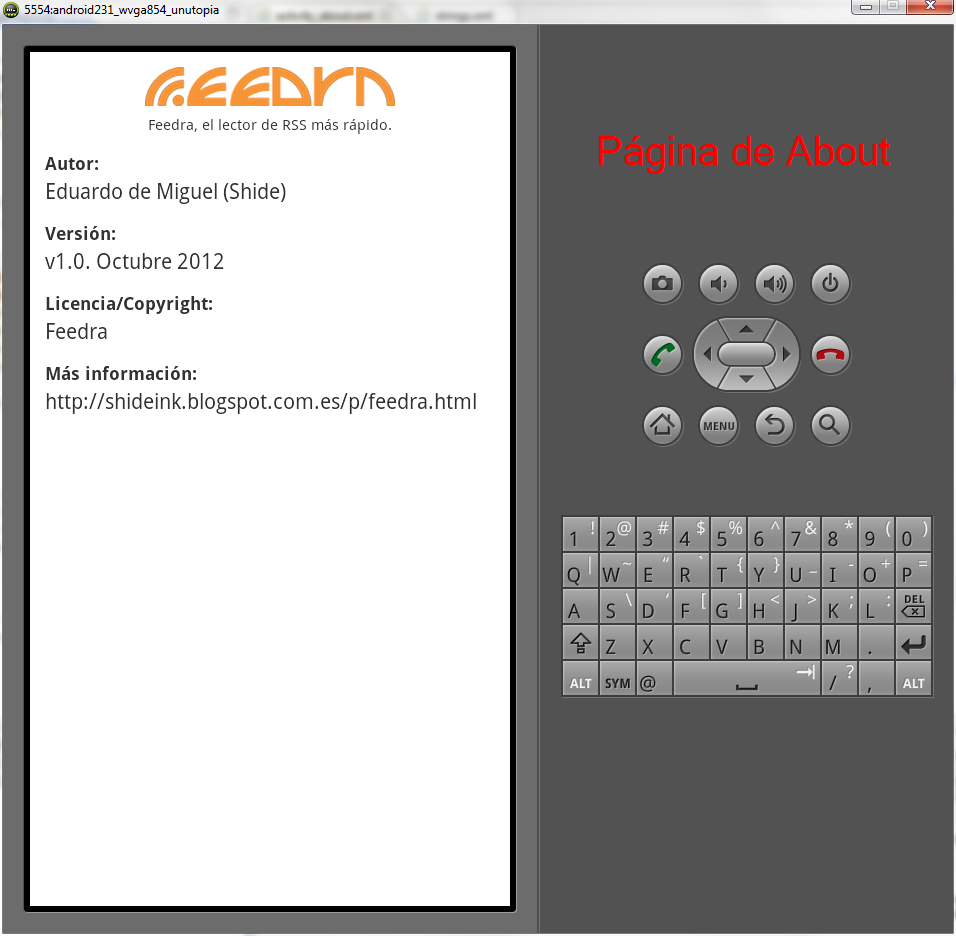 5554:android231_wvga854_unutopia
FEEDRA
Feedra, el lector de RSS más rápido.
Autor:
Eduardo de Miguel (Shide)
Versión:
v1.0. Octubre 2012
Licencia/Copyright:
Feedra
Más información:
http://shideink.blogspot.com.es/p/feedra.html
Página de About
MENU
1 ! 2 @ 3 # 4 $ 5 % 6 ^ 7 & 8 * 9 ( 0 )
Q | W ~ E “ R ` T { Y } U _ I - O + P =
A S \ D ‘ F [ G ] H < J > K ; L : DEL
Z X C V B N M .
ALT SYM @ / ? , ALT